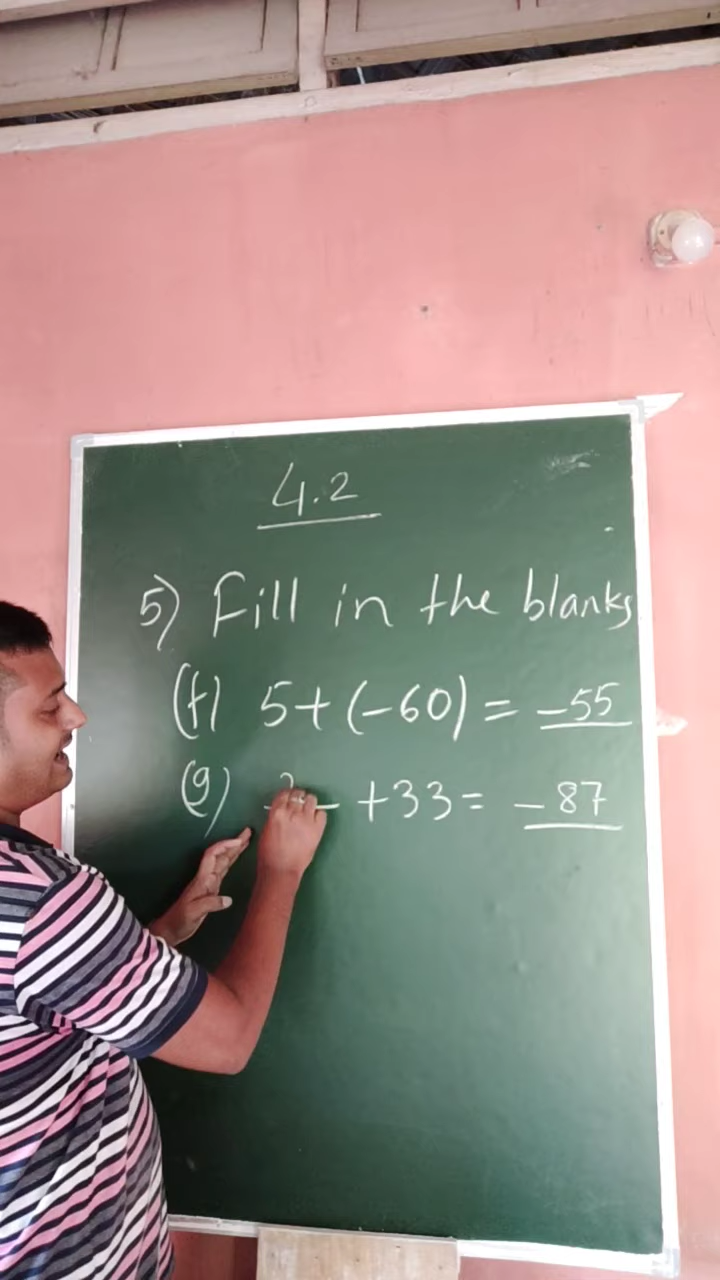 4.2
5) Fill in the blanks
(f) 5+(-60) = -55
(g) ? +33 = -87